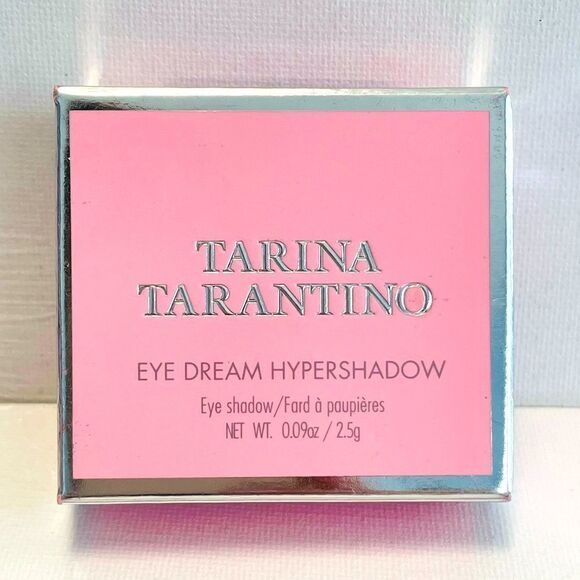 TARINA
TARANTINO
EYE DREAM HYPERSHADOW
Eye shadow/Fard à paupières
NET WT. 0.09oz / 2.5g